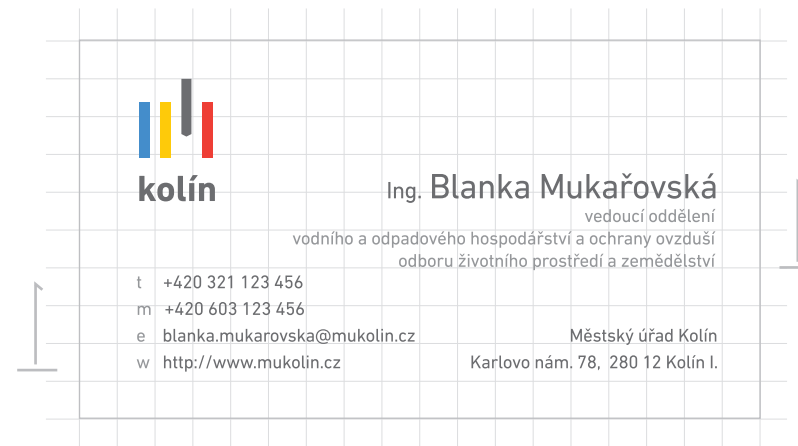 kolín
Ing. Blanka Mukařovská
vedoucí oddělení
vodního a odpadového hospodářství a ochrany ovzduší
odboru životního prostředí a zemědělství
t +420 321 123 456
m +420 603 123 456
e blanka.mukarovska@mukolin.cz
w http://www.mukolin.cz
Městský úřad Kolín
Karlovo nám. 78, 280 12 Kolín I.